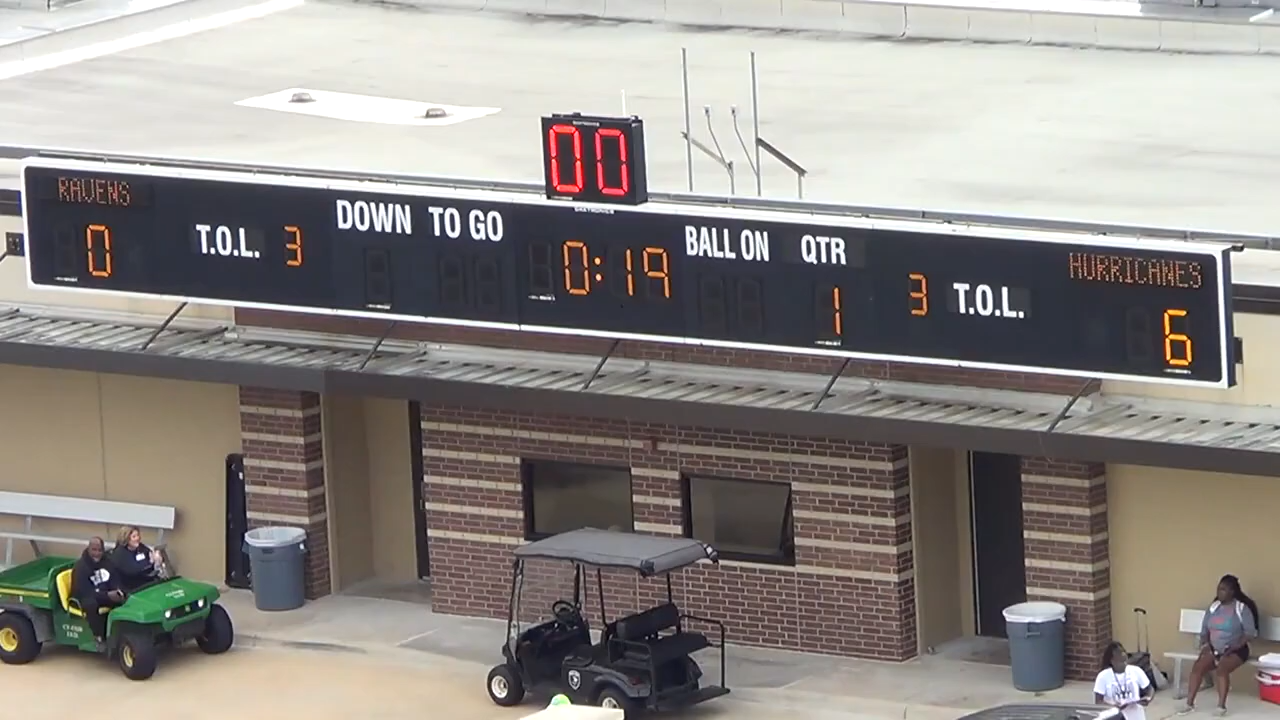 00
RAVENS
0
T.O.L. 3
DOWN TO GO
0:19
BALL ON QTR
1
3 T.O.L.
HURRICANES
6